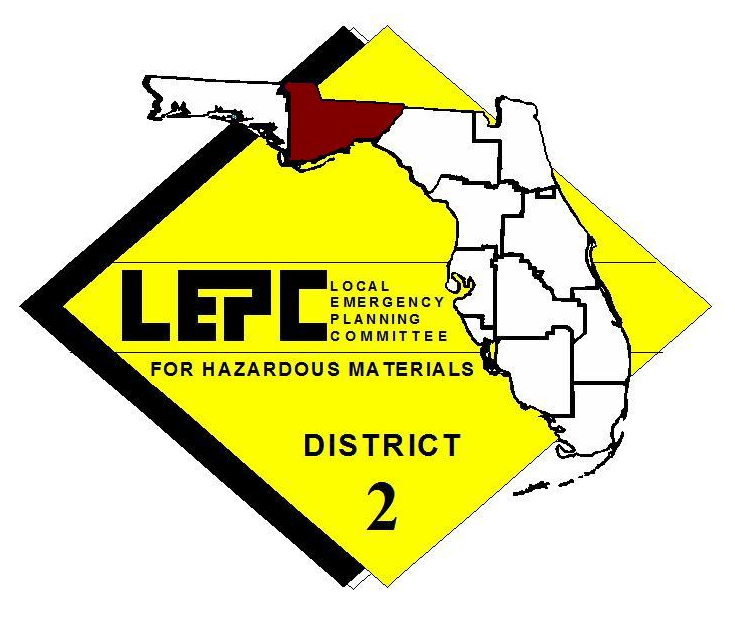 LEPC
LOCAL
EMERGENCY
PLANNING
COMMITTEE
FOR HAZARDOUS MATERIALS
DISTRICT
2